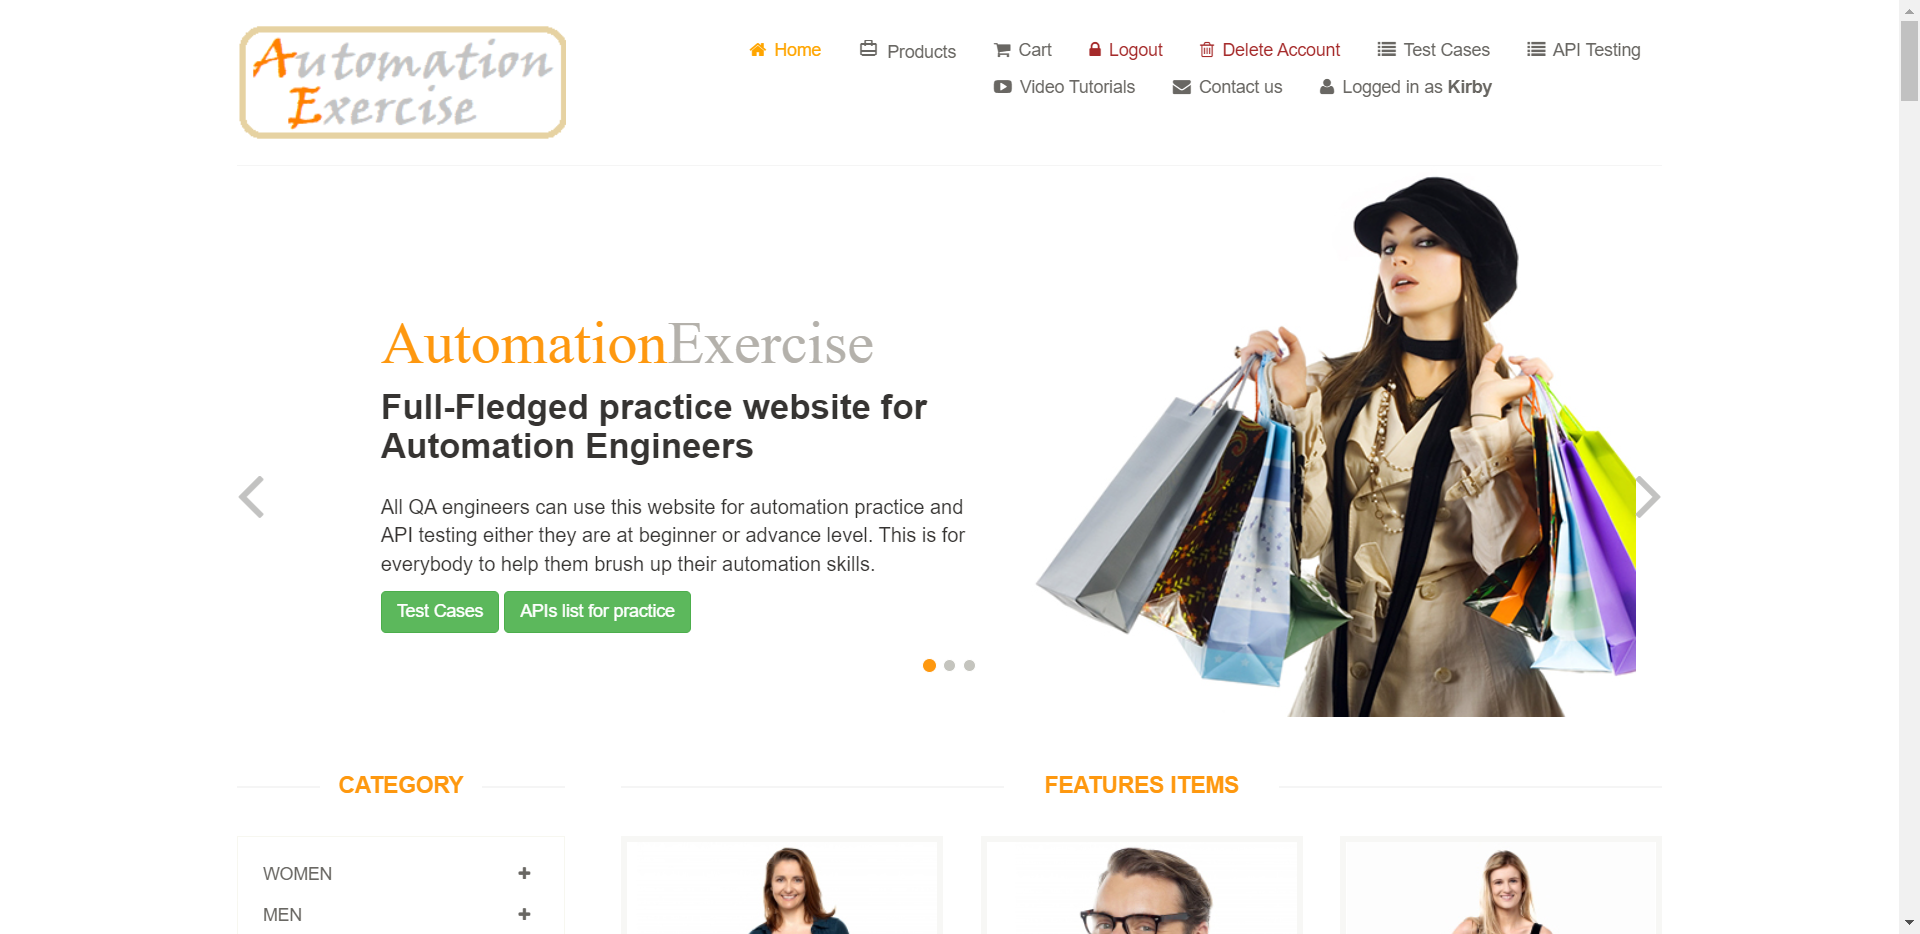 Automation
Exercise
Home Products Cart Logout Delete Account Test Cases API Testing
Video Tutorials Contact us Logged in as Kirby
AutomationExercise
Full-Fledged practice website for
Automation Engineers
All QA engineers can use this website for automation practice and
API testing either they are at beginner or advance level. This is for
everybody to help them brush up their automation skills.
Test Cases APIs list for practice
CATEGORY
FEATURES ITEMS
WOMEN
MEN